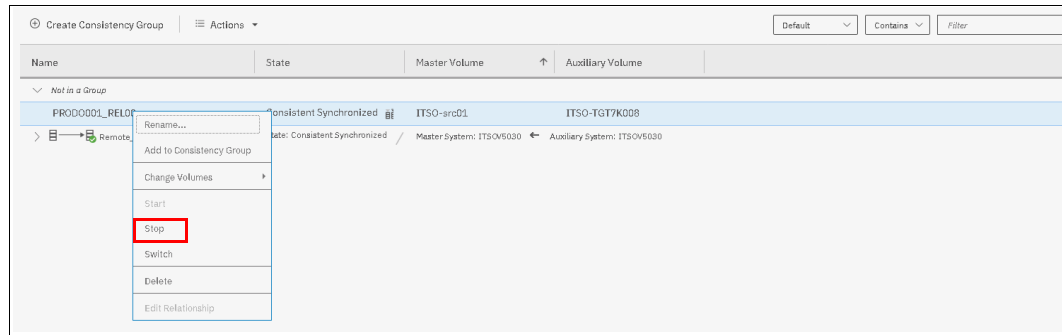 Create Consistency Group Actions Default Contains Filter
Name State Master Volume Auxiliary Volume
Not in a Group
PRODO001_REL00 Consistent Synchronized ITSO-src01 ITSO-TGT7K008
Remote_ State: Consistent Synchronized Master System: ITSOV5030 Auxiliary System: ITSOV5030
Rename...
Add to Consistency Group
Change Volumes
Start
Stop
Switch
Delete
Edit Relationship